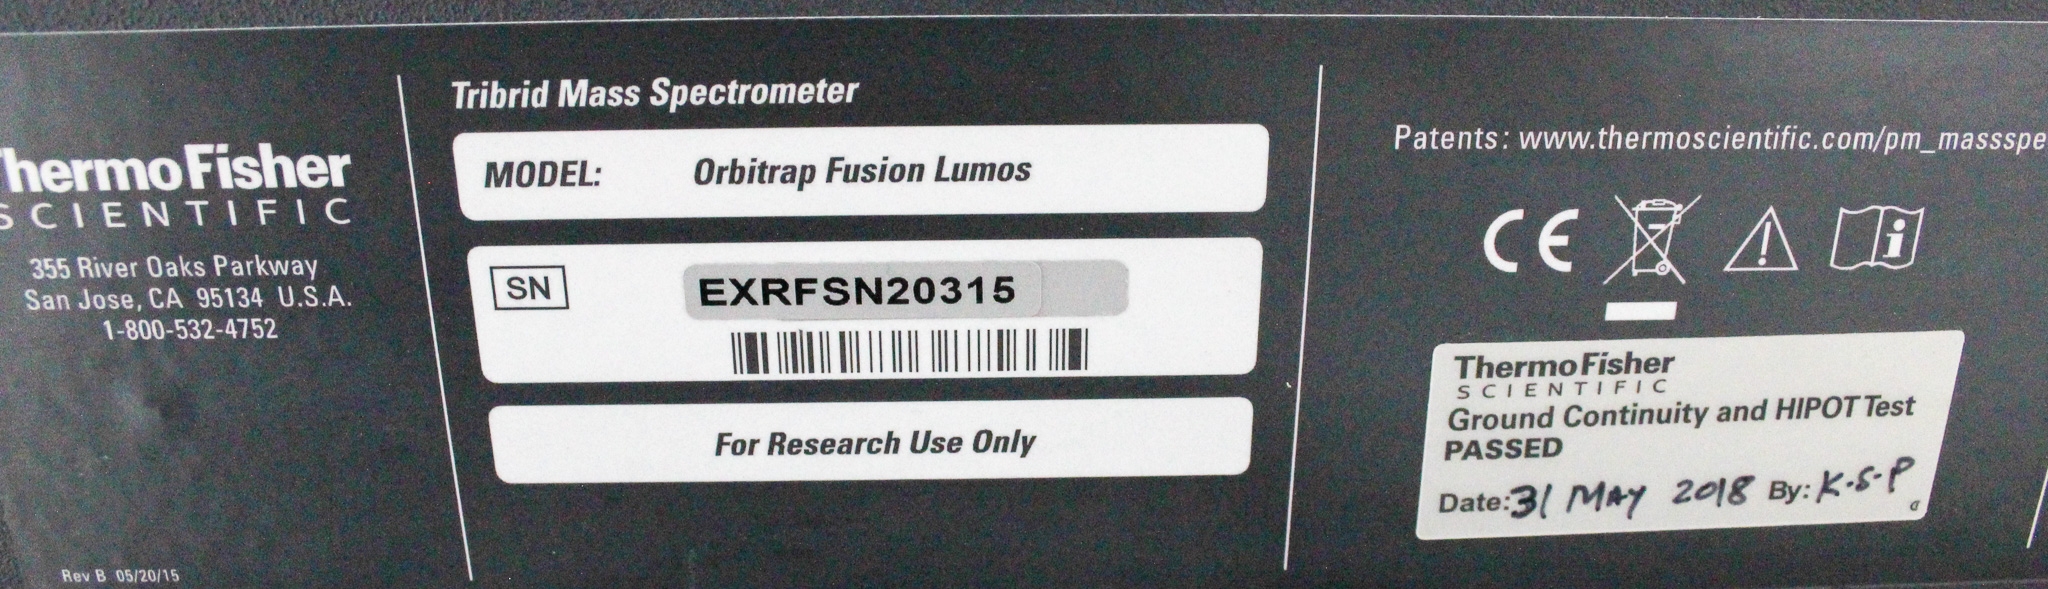 ThermoFisher
SCIENTIFIC
355 River Oaks Parkway
San Jose, CA 95134 U.S.A.
1-800-532-4752
Rev B 05/20/15
Tribrid Mass Spectrometer
MODEL: Orbitrap Fusion Lumos
SN EXRFSN20315
For Research Use Only
Patents: www.thermoscientific.com/pm_massspe
CE
ThermoFisher
SCIENTIFIC
Ground Continuity and HIPOT Test
PASSED
Date: 31 MAY 2018 By: K.S.P